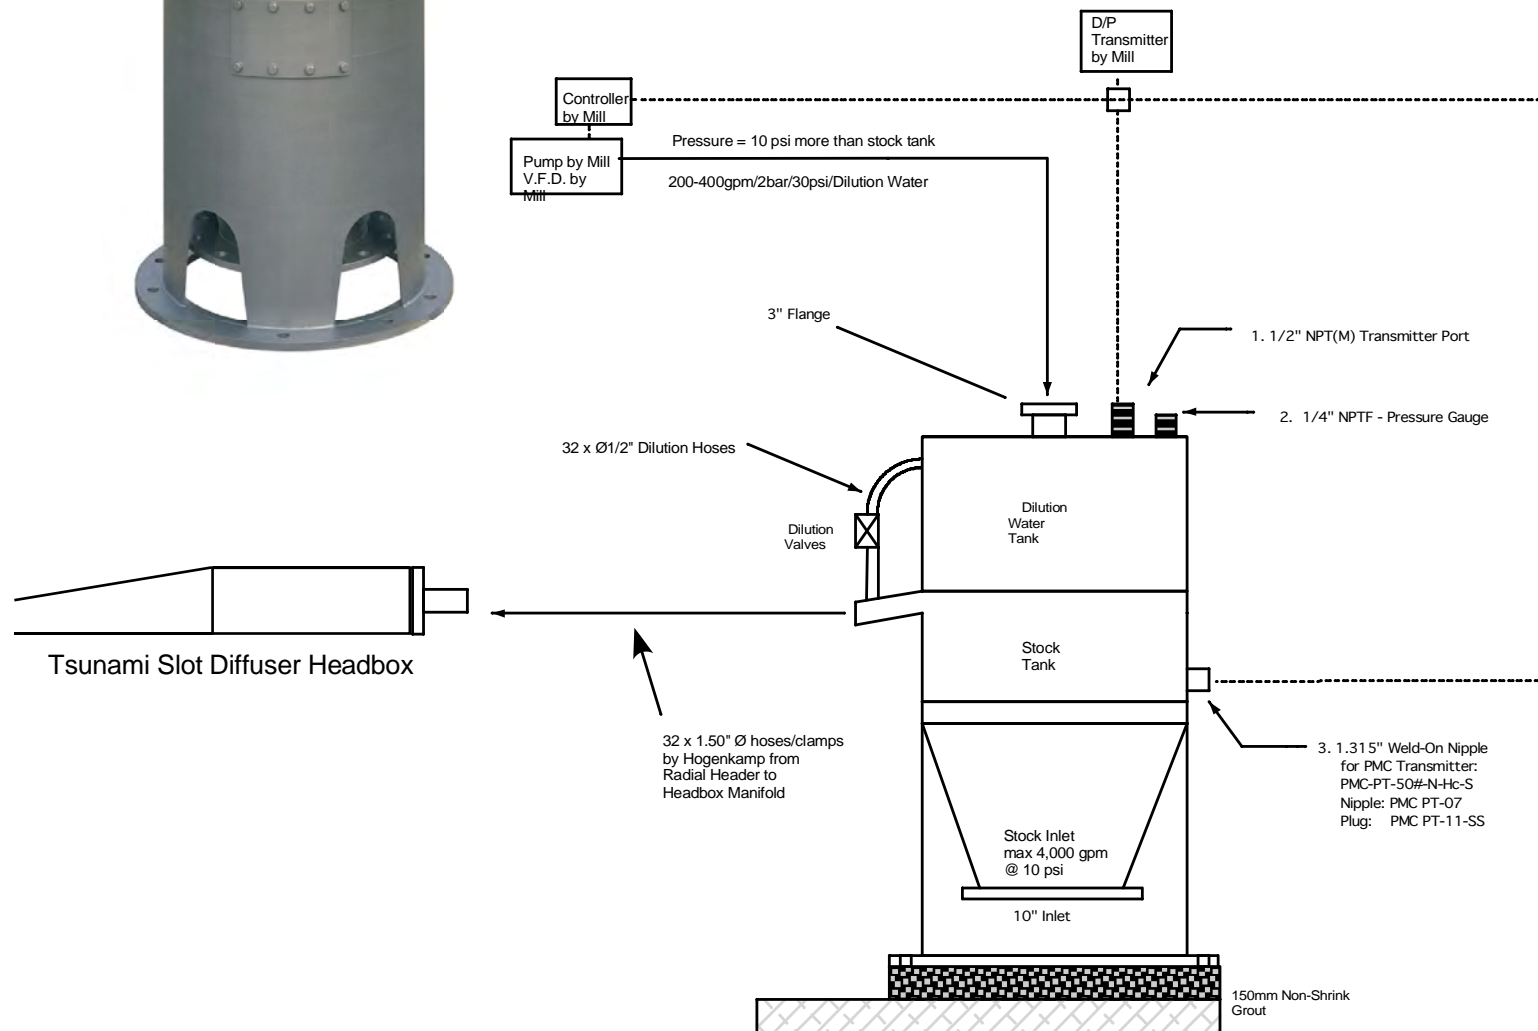 D/P
Transmitter
by Mill
Controller
by Mill
Pressure = 10 psi more than stock tank
Pump by Mill
V.F.D. by
Mill
200-400gpm/2bar/30psi/Dilution Water
3" Flange
1. 1/2" NPT(M) Transmitter Port
2. 1/4" NPTF - Pressure Gauge
32 x Ø1/2" Dilution Hoses
Dilution
Water
Tank
Dilution
Valves
Tsunami Slot Diffuser Headbox
Stock
Tank
32 x 1.50" Ø hoses/clamps
by Hogenkamp from
Radial Header to
Headbox Manifold
3. 1.315" Weld-On Nipple
for PMC Transmitter:
PMC-PT-50#-N-Hc-S
Nipple: PMC PT-07
Plug: PMC PT-11-SS
Stock Inlet
max 4,000 gpm
@ 10 psi
10" Inlet
150mm Non-Shrink
Grout